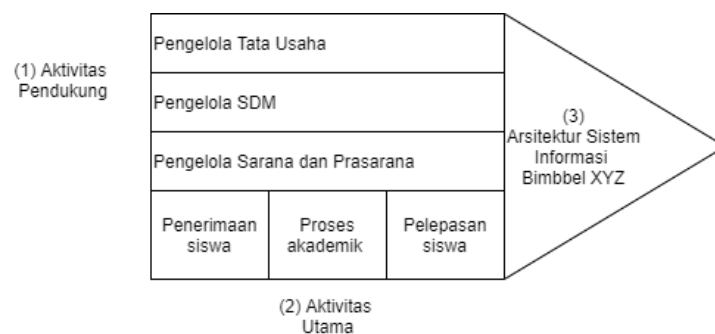 (1) Aktivitas
Pendukung
Pengelola Tata Usaha
Pengelola SDM
Pengelola Sarana dan Prasarana
Penerimaan
siswa
Proses
akademik
Pelepasan
siswa
(3)
Arsitektur Sistem
Informasi
Bimbbel XYZ
(2) Aktivitas
Utama